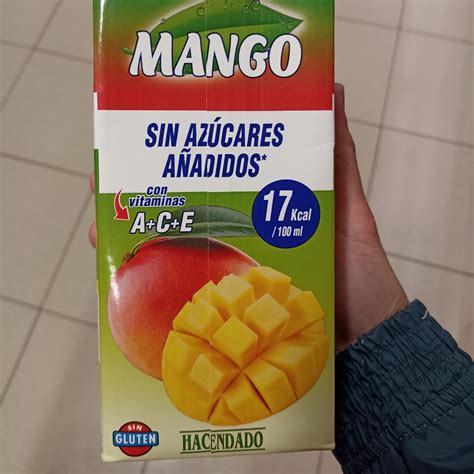 MANGO
SIN AZÚCARES
AÑADIDOS*
con
vitaminas
A+C+E
17 Kcal
/ 100 ml
SIN
GLUTEN
HACENDADO